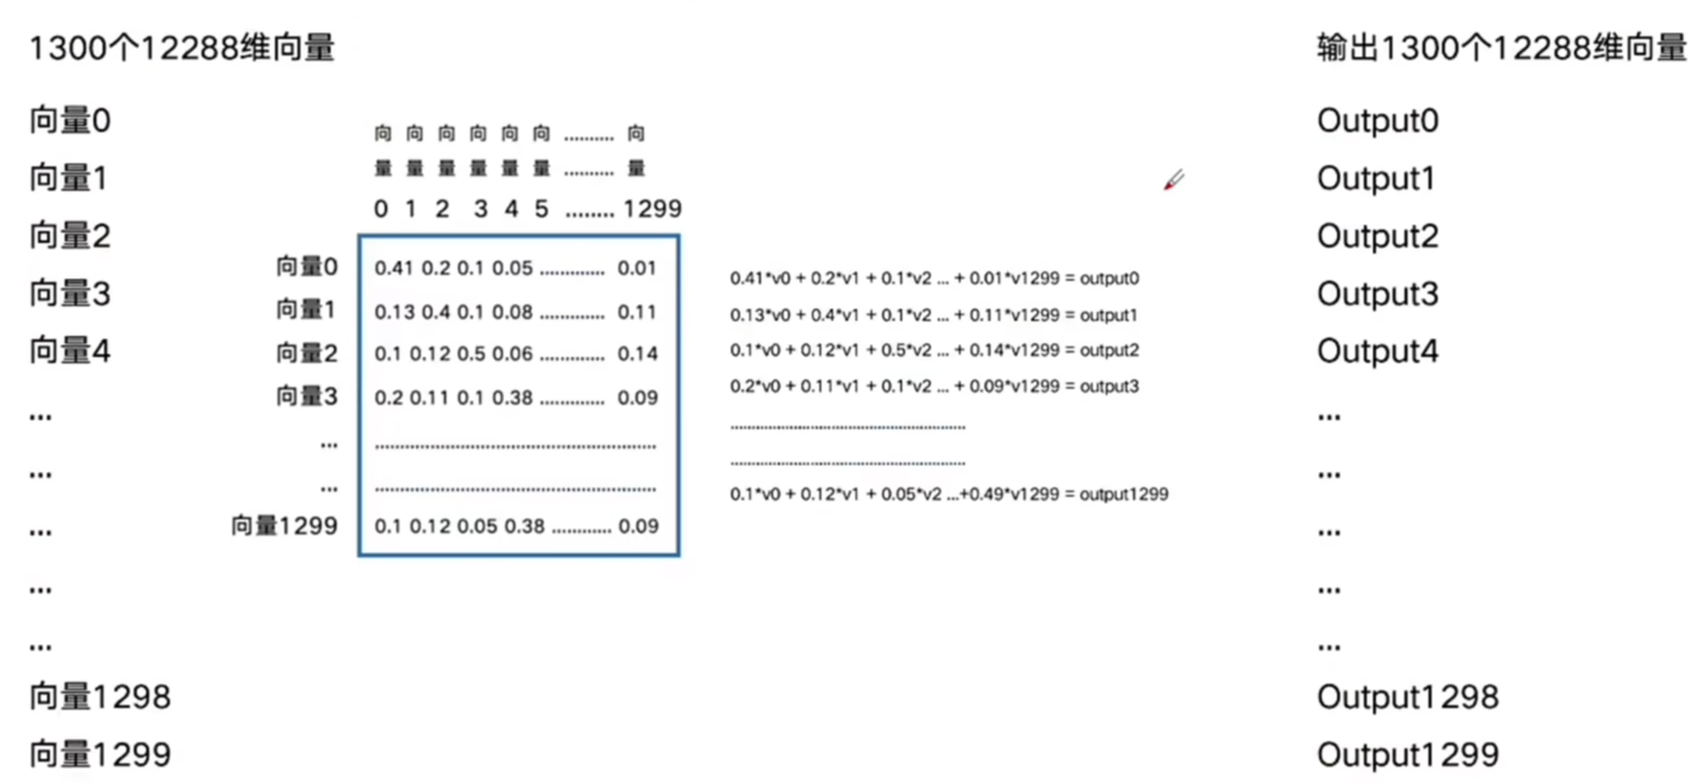 1300个12288维向量
向量0
向量1
向量2
向量3
向量4
...
...
...
...
...
向量1298
向量1299
向 向 向 向 向 向 .......... 向
量 量 量 量 量 量 .......... 量
0 1 2 3 4 5 ........ 1299
向量0 0.41 0.2 0.1 0.05 ............. 0.01
向量1 0.13 0.4 0.1 0.08 ............. 0.11
向量2 0.1 0.12 0.5 0.06 ............. 0.14
向量3 0.2 0.11 0.1 0.38 ............. 0.09
... ........................................................
... ........................................................
向量1299 0.1 0.12 0.05 0.38 ............ 0.09
0.41*v0 + 0.2*v1 + 0.1*v2 ... + 0.01*v1299 = output0
0.13*v0 + 0.4*v1 + 0.1*v2 ... + 0.11*v1299 = output1
0.1*v0 + 0.12*v1 + 0.5*v2 ... + 0.14*v1299 = output2
0.2*v0 + 0.11*v1 + 0.1*v2 ... + 0.09*v1299 = output3
........................................................
........................................................
0.1*v0 + 0.12*v1 + 0.05*v2 ...+0.49*v1299 = output1299
输出1300个12288维向量
Output0
Output1
Output2
Output3
Output4
...
...
...
...
...
Output1298
Output1299